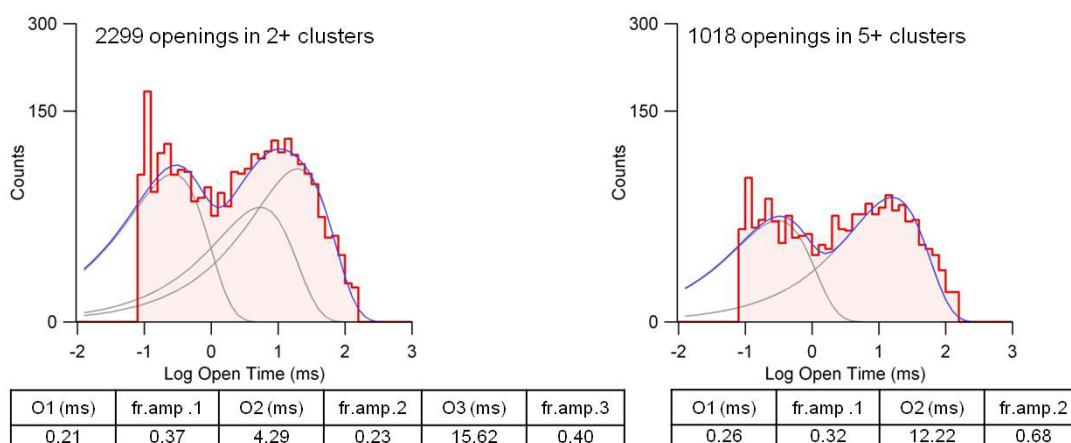 2299 openings in 2+ clusters
300
150
0
Counts
-2 -1 0 1 2 3
Log Open Time (ms)
O1 (ms) fr.amp .1 O2 (ms) fr.amp.2 O3 (ms) fr.amp.3
0.21 0.37 4.29 0.23 15.62 0.40
1018 openings in 5+ clusters
300
150
0
Counts
-2 -1 0 1 2 3
Log Open Time (ms)
O1 (ms) fr.amp .1 O2 (ms) fr.amp.2
0.26 0.32 12.22 0.68